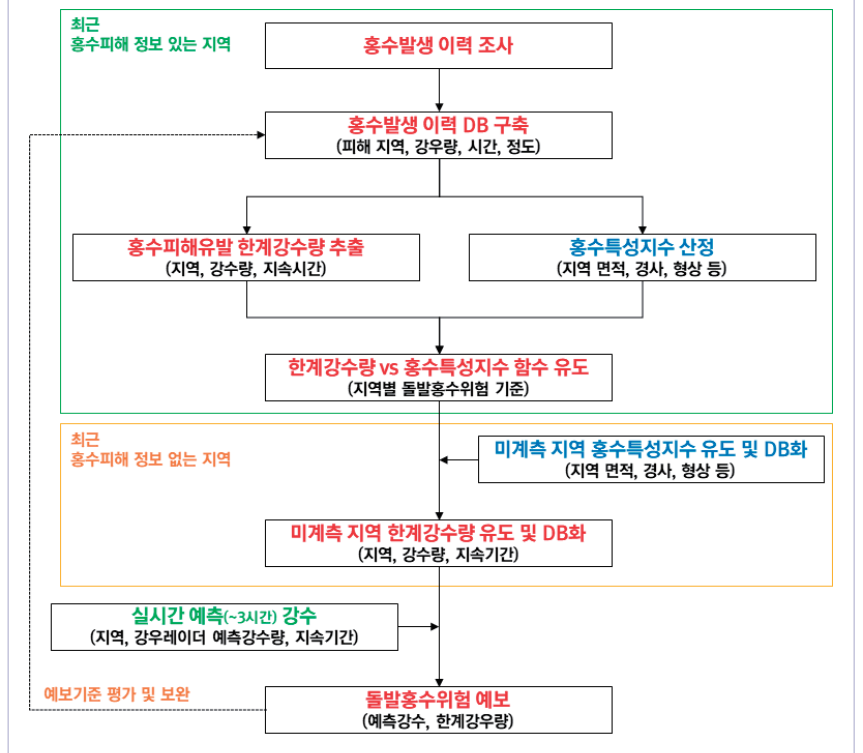 최근
홍수피해 정보 있는 지역
홍수발생 이력 조사
홍수발생 이력 DB 구축
(피해 지역, 강우량, 시간, 정도)
홍수피해유발 한계강수량 추출
(지역, 강수량, 지속시간)
홍수특성지수 산정
(지역 면적, 경사, 형상 등)
한계강수량 vs 홍수특성지수 함수 유도
(지역별 돌발홍수위험 기준)
최근
홍수피해 정보 없는 지역
미계측 지역 홍수특성지수 유도 및 DB화
(지역 면적, 경사, 형상 등)
미계측 지역 한계강수량 유도 및 DB화
(지역, 강수량, 지속기간)
실시간 예측(~3시간) 강수
(지역, 강우레이더 예측강수량, 지속기간)
예보기준 평가 및 보완
돌발홍수위험 예보
(예측강수, 한계강우량)